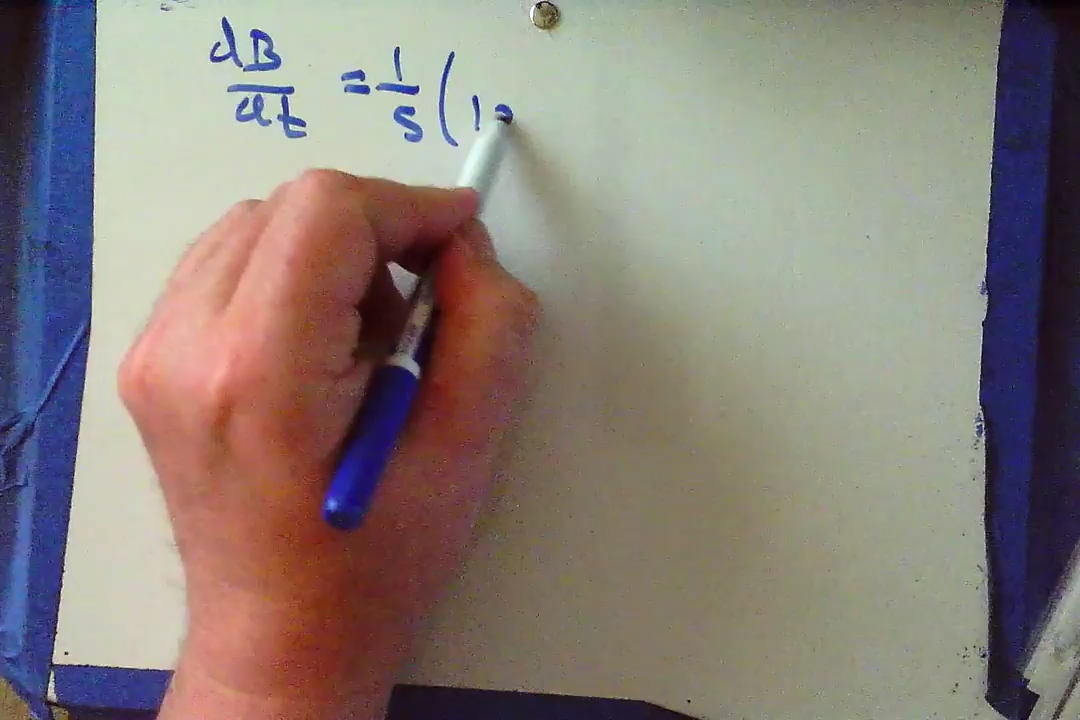 dB/dt = 1/5 (1